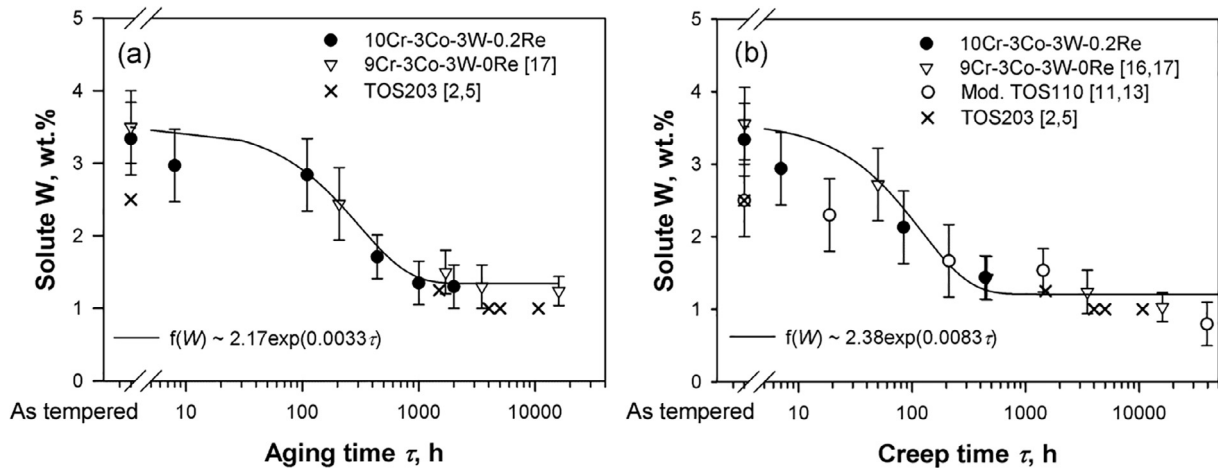 (a)
10Cr-3Co-3W-0.2Re
9Cr-3Co-3W-0Re [17]
TOS203 [2,5]
Solute W, wt.%
5
4
3
2
1
0
f(W) ~ 2.17exp(0.0033τ)
As tempered 10 100 1000 10000
Aging time τ, h
(b)
10Cr-3Co-3W-0.2Re
9Cr-3Co-3W-0Re [16,17]
Mod. TOS110 [11,13]
TOS203 [2,5]
Solute W, wt.%
5
4
3
2
1
0
f(W) ~ 2.38exp(0.0083τ)
As tempered 10 100 1000 10000
Creep time τ, h